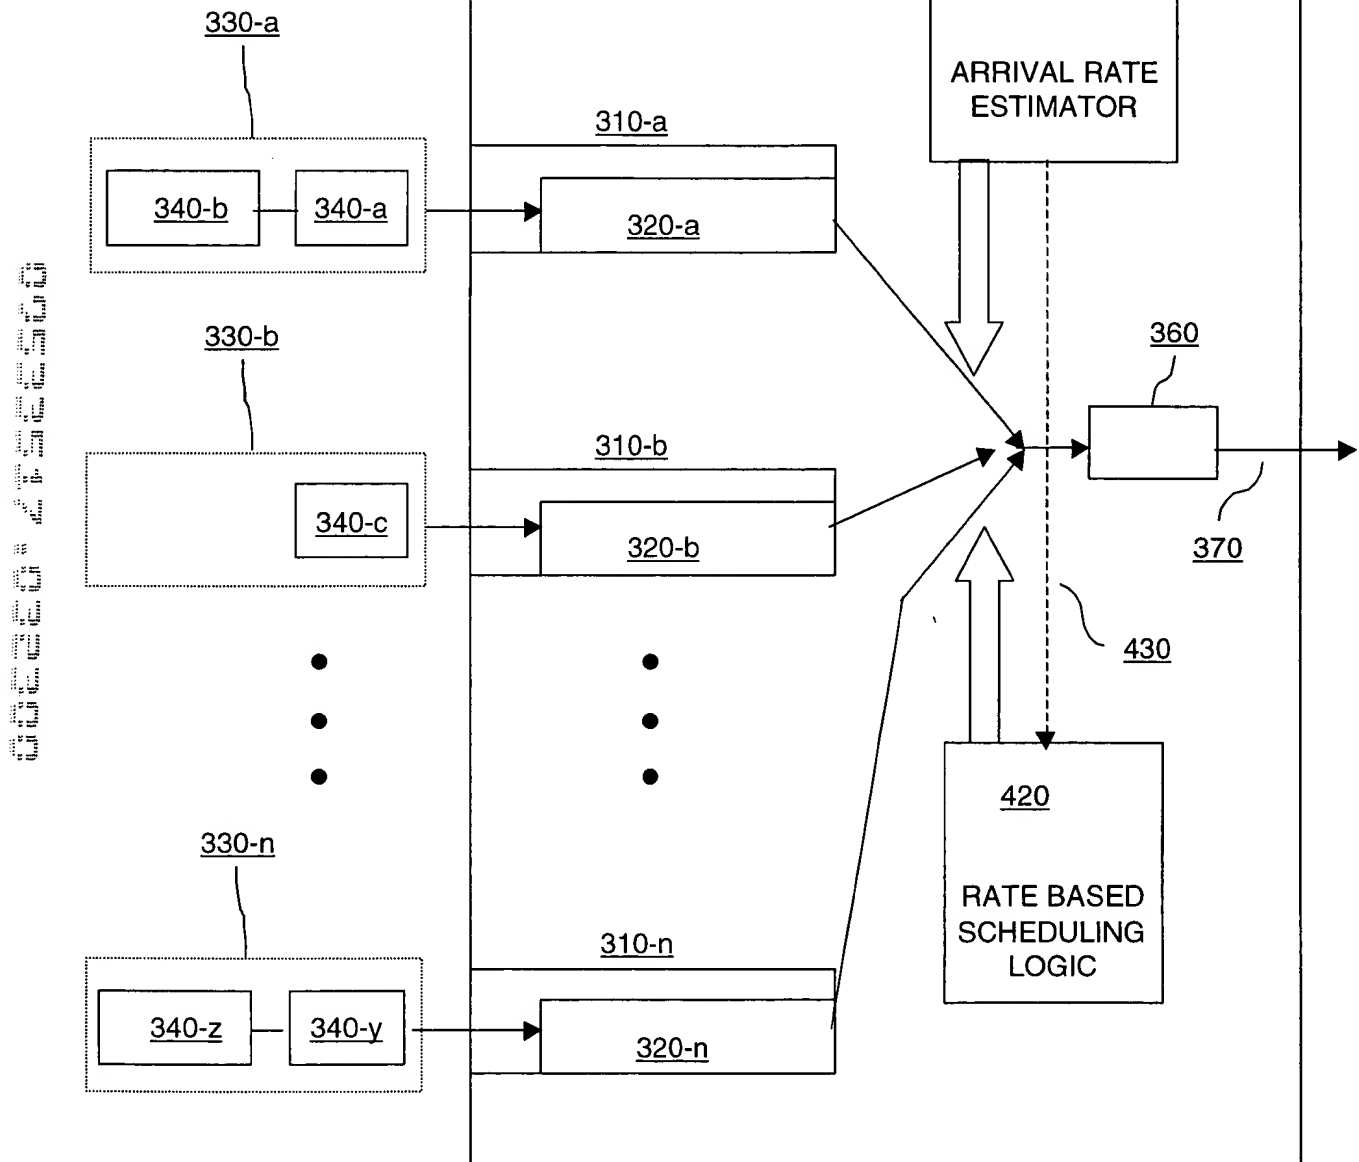 330-a
ARRIVAL RATE
ESTIMATOR
310-a
340-b
340-a
320-a
330-b
360
310-b
340-c
320-b
370
430
420
330-n
RATE BASED
SCHEDULING
LOGIC
310-n
340-z
340-y
320-n